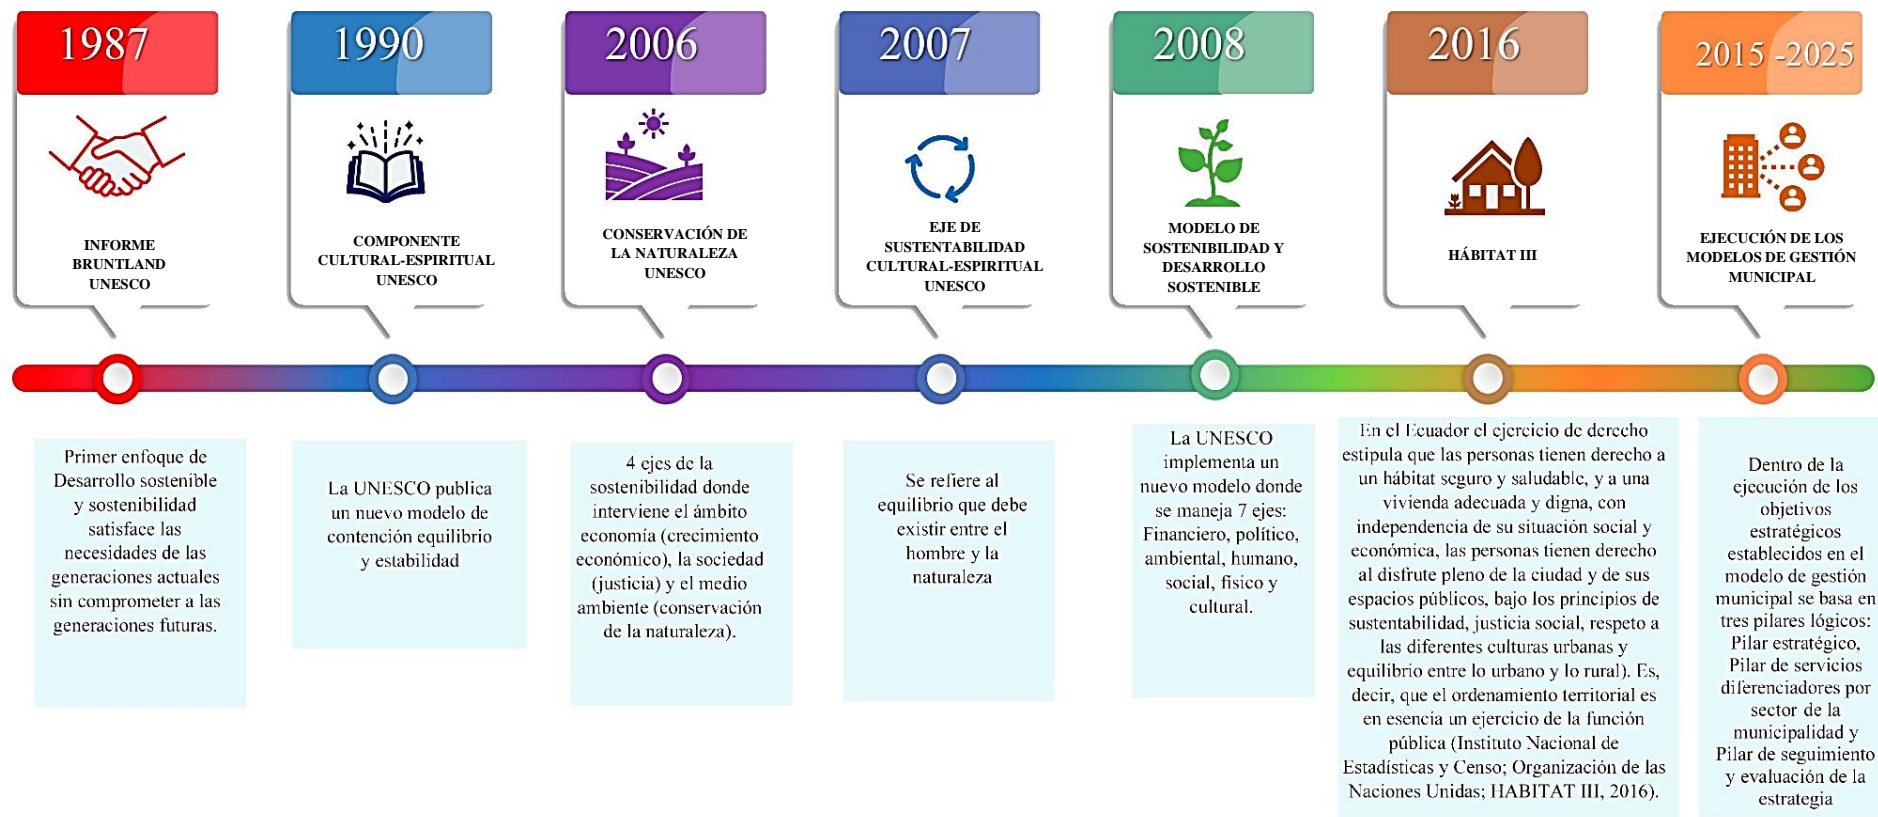 1987
INFORME
BRUNTLAND
UNESCO
Primer enfoque de
Desarrollo sostenible
y sostenibilidad
satisface las
necesidades de las
generaciones actuales
sin comprometer a las
generaciones futuras.
1990
COMPONENTE
CULTURAL-ESPIRITUAL
UNESCO
La UNESCO publica
un nuevo modelo de
contención equilibrio
y estabilidad
2006
CONSERVACIÓN DE
LA NATURALEZA
UNESCO
4 ejes de la
sostenibilidad donde
interviene el ámbito
economía (crecimiento
económico), la sociedad
(justicia) y el medio
ambiente (conservación
de la naturaleza).
2007
EJE DE
SUSTENTABILIDAD
CULTURAL-ESPIRITUAL
UNESCO
Se refiere al
equilibrio que debe
existir entre el
hombre y la
naturaleza
2008
MODELO DE
SOSTENIBILIDAD Y
DESARROLLO
SOSTENIBLE
La UNESCO
implementa un
nuevo modelo donde
se maneja 7 ejes:
Financiero, político,
ambiental, humano,
social, físico y
cultural.
2016
HÁBITAT III
En el Ecuador el ejercicio de derecho
estipula que las personas tienen derecho a
un hábitat seguro y saludable, y a una
vivienda adecuada y digna, con
independencia de su situación social y
económica, las personas tienen derecho
al disfrute pleno de la ciudad y de sus
espacios públicos, bajo los principios de
sustentabilidad, justicia social, respeto a
las diferentes culturas urbanas y
equilibrio entre lo urbano y lo rural). Es,
decir, que el ordenamiento territorial es
en esencia un ejercicio de la función
pública (Instituto Nacional de
Estadísticas y Censo; Organización de las
Naciones Unidas; HABITAT III, 2016).
2015 -2025
EJECUCIÓN DE LOS
MODELOS DE GESTIÓN
MUNICIPAL
Dentro de la
ejecución de los
objetivos
estratégicos
establecidos en el
modelo de gestión
municipal se basa en
tres pilares lógicos:
Pilar estratégico,
Pilar de servicios
diferenciadores por
sector de la
municipalidad y
Pilar de seguimiento
y evaluación de la
estrategia